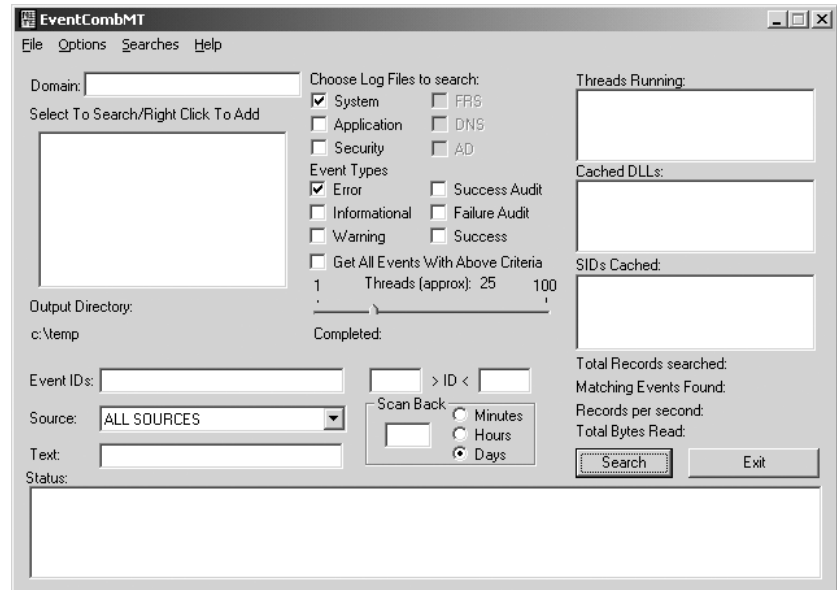 EventCombMT
File Options Searches Help
Domain:
Select To Search/Right Click To Add
Output Directory:
c:\temp
Choose Log Files to search:
System FRS
Application DNS
Security AD
Event Types
Error Success Audit
Informational Failure Audit
Warning Success
Get All Events With Above Criteria
1 Threads (approx): 25 100
Completed:
Threads Running:
Cached DLLs:
SIDs Cached:
Event IDs: > ID <
Source: ALL SOURCES
Text:
Scan Back
Minutes
Hours
Days
Total Records searched:
Matching Events Found:
Records per second:
Total Bytes Read:
Search Exit
Status: